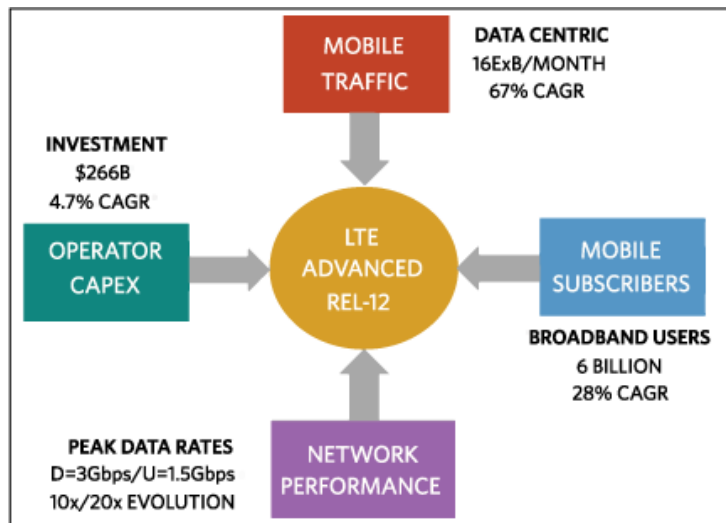 MOBILE
TRAFFIC
DATA CENTRIC
16ExB/MONTH
67% CAGR
INVESTMENT
$266B
4.7% CAGR
OPERATOR
CAPEX
LTE
ADVANCED
REL-12
MOBILE
SUBSCRIBERS
BROADBAND USERS
6 BILLION
28% CAGR
PEAK DATA RATES
D=3Gbps/U=1.5Gbps
10x/20x EVOLUTION
NETWORK
PERFORMANCE